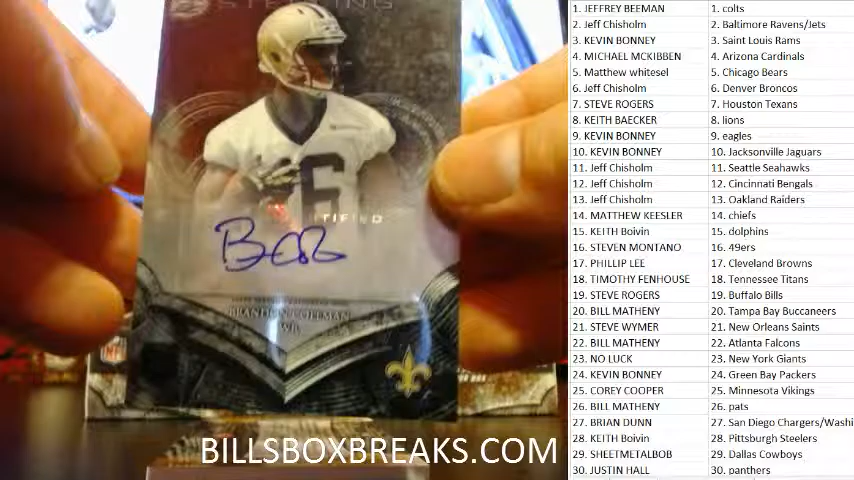 STERLING
16
CERTIFIED
BRANDON COLEMAN
WR
NFL
BILLSBOXBREAKS.COM
1. JEFFREY BEEMAN 1. colts
2. Jeff Chisholm 2. Baltimore Ravens/Jets
3. KEVIN BONNEY 3. Saint Louis Rams
4. MICHAEL MCKIBBEN 4. Arizona Cardinals
5. Matthew whitesel 5. Chicago Bears
6. Jeff Chisholm 6. Denver Broncos
7. STEVE ROGERS 7. Houston Texans
8. KEITH BAECKER 8. lions
9. KEVIN BONNEY 9. eagles
10. KEVIN BONNEY 10. Jacksonville Jaguars
11. Jeff Chisholm 11. Seattle Seahawks
12. Jeff Chisholm 12. Cincinnati Bengals
13. Jeff Chisholm 13. Oakland Raiders
14. MATTHEW KEESLER 14. chiefs
15. KEITH Boivin 15. dolphins
16. STEVEN MONTANO 16. 49ers
17. PHILLIP LEE 17. Cleveland Browns
18. TIMOTHY FENHOUSE 18. Tennessee Titans
19. STEVE ROGERS 19. Buffalo Bills
20. BILL MATHENY 20. Tampa Bay Buccaneers
21. STEVE WYMER 21. New Orleans Saints
22. BILL MATHENY 22. Atlanta Falcons
23. NO LUCK 23. New York Giants
24. KEVIN BONNEY 24. Green Bay Packers
25. COREY COOPER 25. Minnesota Vikings
26. BILL MATHENY 26. pats
27. BRIAN DUNN 27. San Diego Chargers/Washi
28. KEITH Boivin 28. Pittsburgh Steelers
29. SHEETMETALBOB 29. Dallas Cowboys
30. JUSTIN HALL 30. panthers